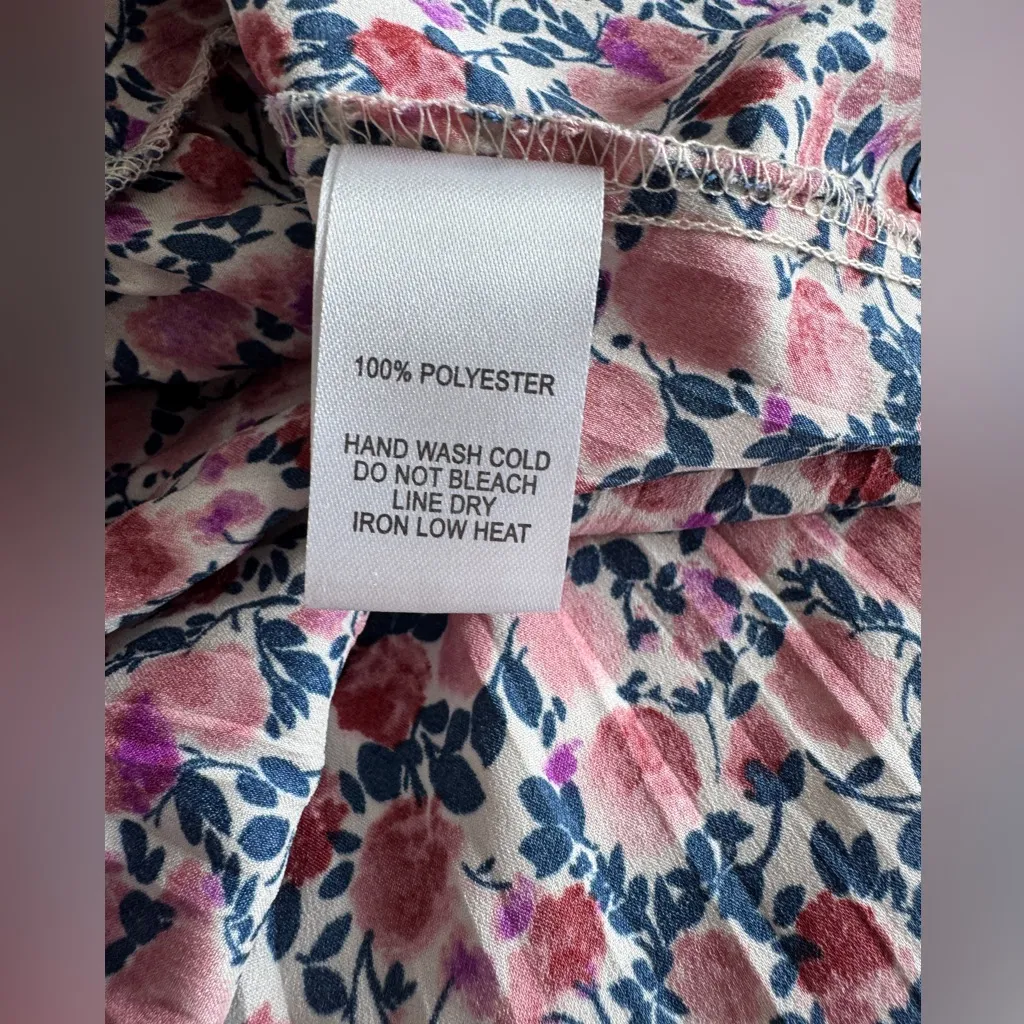 100% POLYESTER
HAND WASH COLD
DO NOT BLEACH
LINE DRY
IRON LOW HEAT